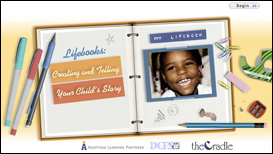 Begin >>
MY LIFEBOOK
Lifebooks:
Creating and Telling
Your Child's Story
ADOPTION LEARNING PARTNERS
DCFS
theCradle